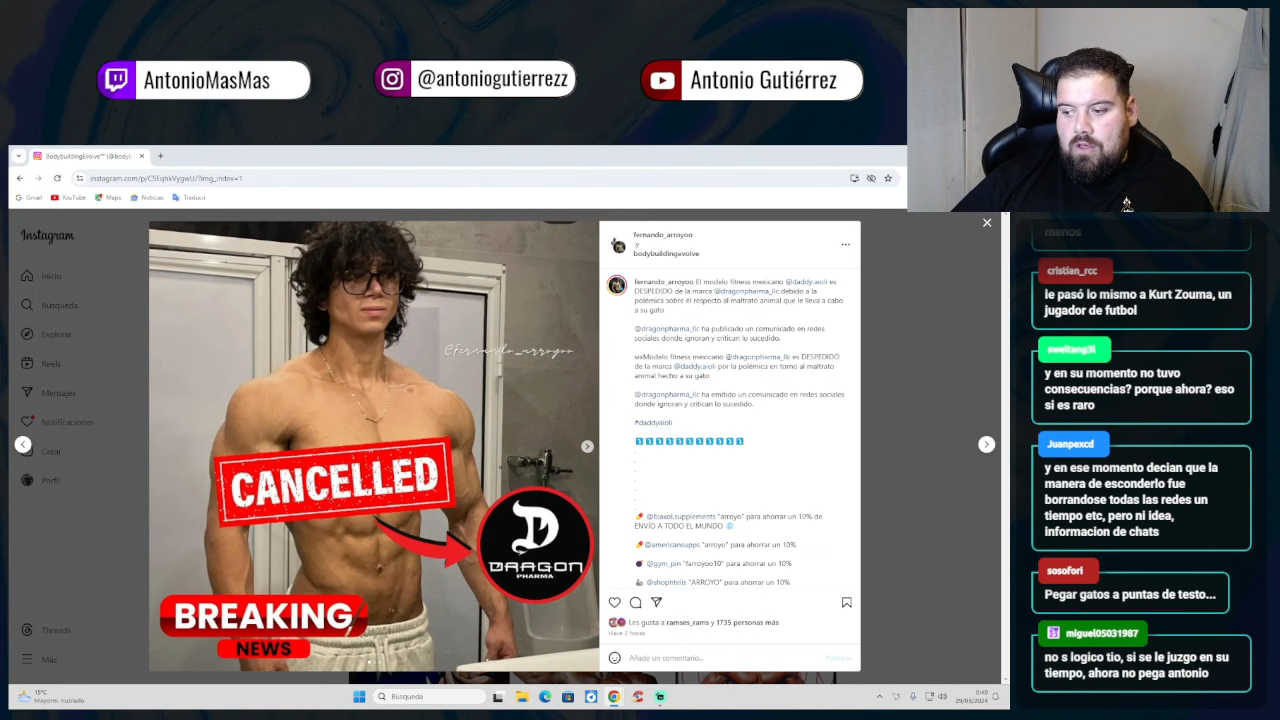 AntonioMasMas
@antoniogutierrezz
Antonio Gutiérrez
BodybuildingEvolve™ (@bodyb
instagram.com/p/C5EqhkVygwU/?img_index=1
Gmail
YouTube
Maps
Noticias
Traducir
Instagram
Inicio
Búsqueda
Explorar
Reels
Mensajes
Notificaciones
Crear
Perfil
Threads
Más
@Fernando_arroyoo
CANCELLED
DRAGON
PHARMA
BREAKING
NEWS
fernando_arroyoo
y
bodybuildingevolve
fernando_arroyoo El modelo fitness mexicano @daddy.aioli es
DESPEDIDO de la marca @dragonpharma_llc debido a la
polémica sobre él respecto al maltrato animal que le lleva a cabo
a su gato
@dragonpharma_llc ha publicado un comunicado en redes
sociales donde ignoran y critican lo sucedido.
Modelo fitness mexicano @dragonpharma_llc es DESPEDIDO
de la marca @daddy.aioli por la polémica en torno al maltrato
animal hecho a su gato
@dragonpharma_llc ha emitido un comunicado en redes sociales
donde ignoran y critican lo sucedido.
#daddyaioli
.
.
.
.
.
.
.
@biaxol.supplements "arroyo" para ahorrar un 10% de
ENVÍO A TODO EL MUNDO
@americansupps "arroyo" para ahorrar un 10%
@gym_pin "farroyoo10" para ahorrar un 10%
@shopntelis "ARROYO" para ahorrar un 10%
Les gusta a ramses_rams y 1735 personas más
Hace 2 horas
Añade un comentario...
Publicar
menos
cristian_rcc
le pasó lo mismo a Kurt Zouma, un
jugador de futbol
y en su momento no tuvo
consecuencias? porque ahora? eso
si es raro
Juanpexcd
y en ese momento decian que la
manera de esconderlo fue
borrandose todas las redes un
tiempo etc, pero ni idea,
informacion de chats
sosofori
Pegar gatos a puntas de testo...
miguel05031987
no s logico tio, si se le juzgo en su
tiempo, ahora no pega antonio
15°C
Mayorm. nublado
Búsqueda
0:40
29/03/2024